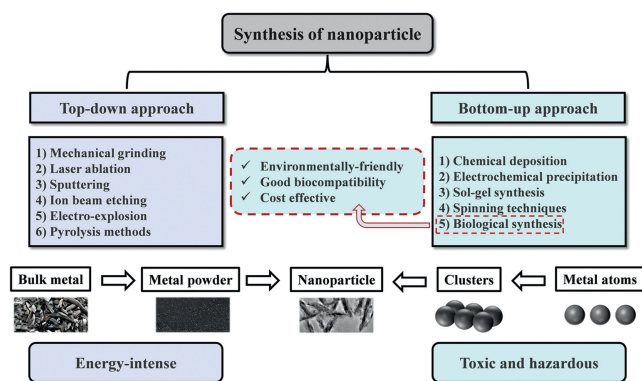 Synthesis of nanoparticle
Top-down approach
Bottom-up approach
1) Mechanical grinding
2) Laser ablation
3) Sputtering
4) Ion beam etching
5) Electro-explosion
6) Pyrolysis methods
✓ Environmentally-friendly
✓ Good biocompatibility
✓ Cost effective
1) Chemical deposition
2) Electrochemical precipitation
3) Sol-gel synthesis
4) Spinning techniques
5) Biological synthesis
Bulk metal
Metal powder
Nanoparticle
Clusters
Metal atoms
Energy-intense
Toxic and hazardous